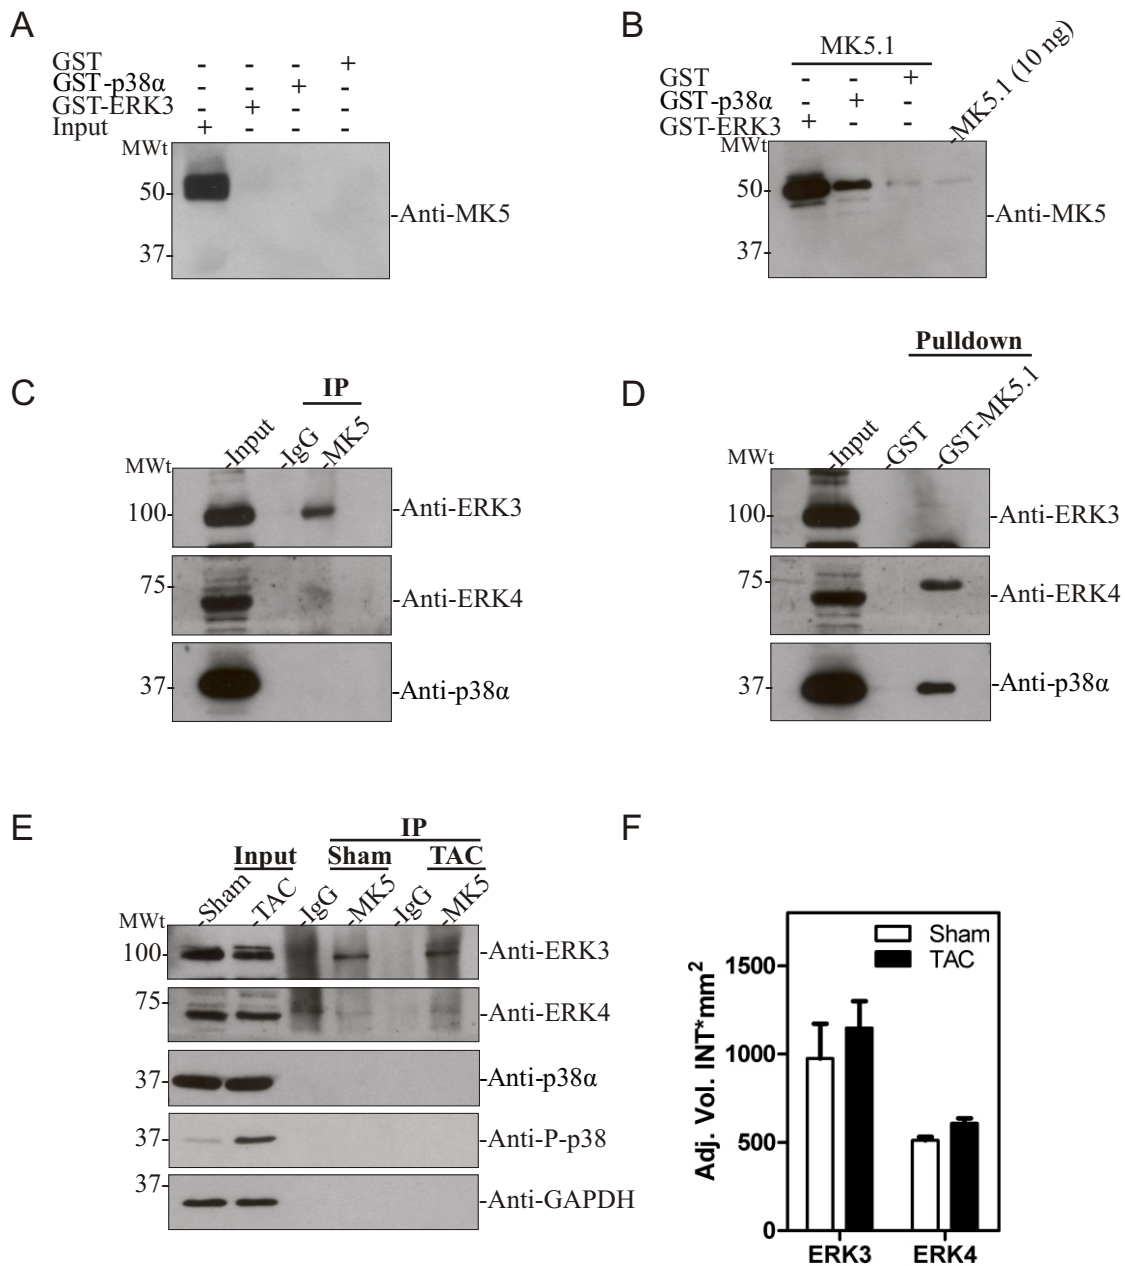 A
GST - - - +
GST-p38α - - + -
GST-ERK3 - + - -
Input + - - -
MWt
50-
37-
-Anti-MK5
B
MK5.1
GST - - +
GST-p38α - + -
GST-ERK3 + - -
-MK5.1 (10 ng)
MWt
50-
37-
-Anti-MK5
C
IP
-Input
-IgG
-MK5
MWt
100-
-Anti-ERK3
75-
-Anti-ERK4
37-
-Anti-p38α
D
Pulldown
-Input
-GST
-GST-MK5.1
MWt
100-
-Anti-ERK3
75-
-Anti-ERK4
37-
-Anti-p38α
E
IP
Input Sham TAC
-Sham
-TAC
-IgG
-MK5
-IgG
-MK5
MWt
100-
-Anti-ERK3
75-
-Anti-ERK4
37-
-Anti-p38α
37-
-Anti-P-p38
37-
-Anti-GAPDH
F
Adj. Vol. INT*mm2
Sham
TAC
1500
1000
500
0
ERK3 ERK4